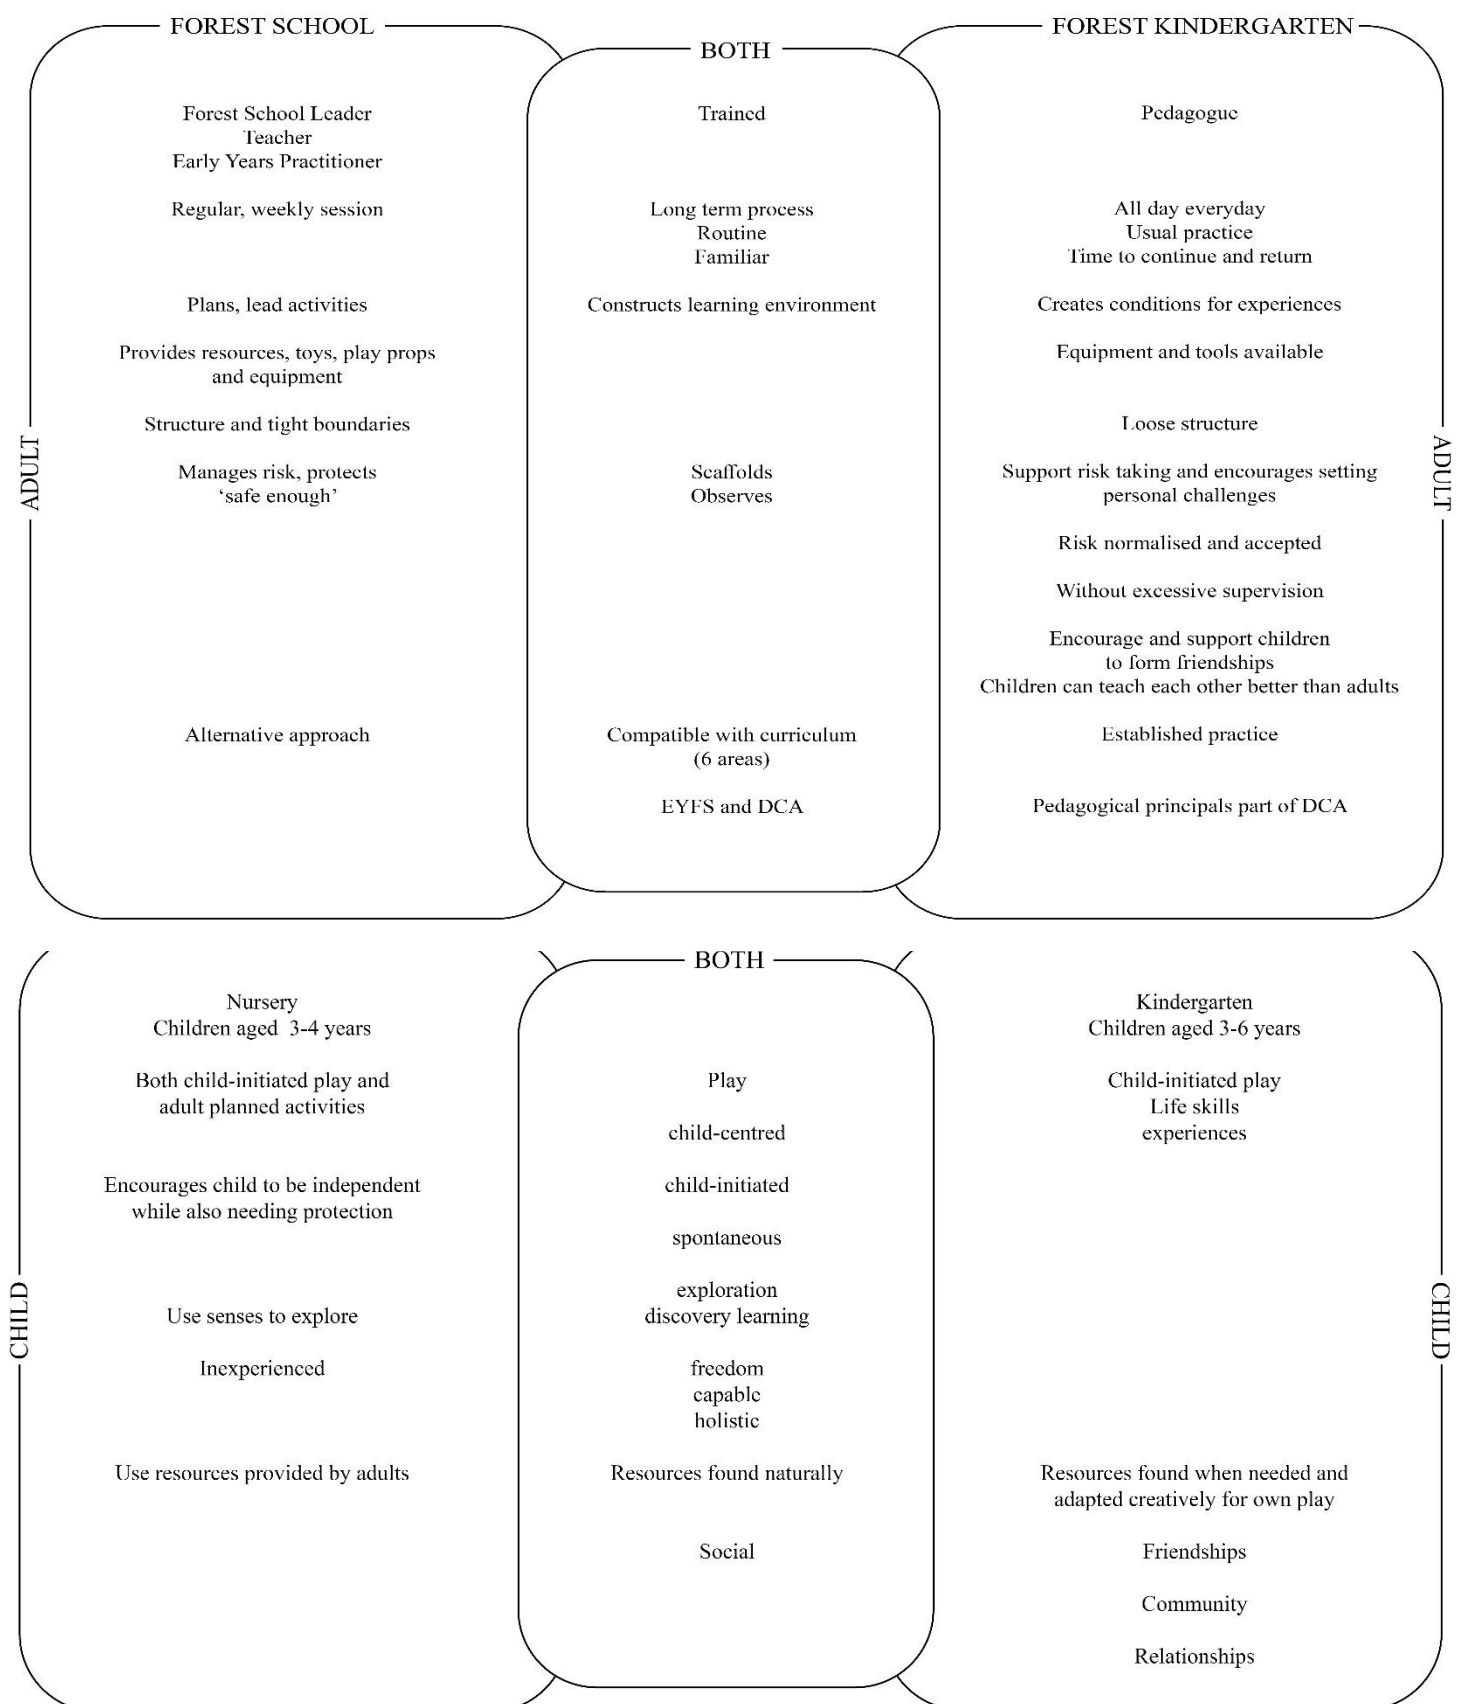 FOREST SCHOOL
BOTH
FOREST KINDERGARTEN
ADULT
Forest School Leader
Teacher
Early Years Practitioner
Regular, weekly session
Plans, lead activities
Provides resources, toys, play props
and equipment
Structure and tight boundaries
Manages risk, protects
‘safe enough’
Alternative approach
Trained
Long term process
Routine
Familiar
Constructs learning environment
Scaffolds
Observes
Compatible with curriculum
(6 areas)
EYFS and DCA
Pedagogue
All day everyday
Usual practice
Time to continue and return
Creates conditions for experiences
Equipment and tools available
Loose structure
Support risk taking and encourages setting
personal challenges
Risk normalised and accepted
Without excessive supervision
Encourage and support children
to form friendships
Children can teach each other better than adults
Established practice
Pedagogical principals part of DCA
ADULT
BOTH
CHILD
Nursery
Children aged 3-4 years
Both child-initiated play and
adult planned activities
Encourages child to be independent
while also needing protection
Use senses to explore
Inexperienced
Use resources provided by adults
Play
child-centred
child-initiated
spontaneous
exploration
discovery learning
freedom
capable
holistic
Resources found naturally
Social
Kindergarten
Children aged 3-6 years
Child-initiated play
Life skills
experiences
Resources found when needed and
adapted creatively for own play
Friendships
Community
Relationships
CHILD